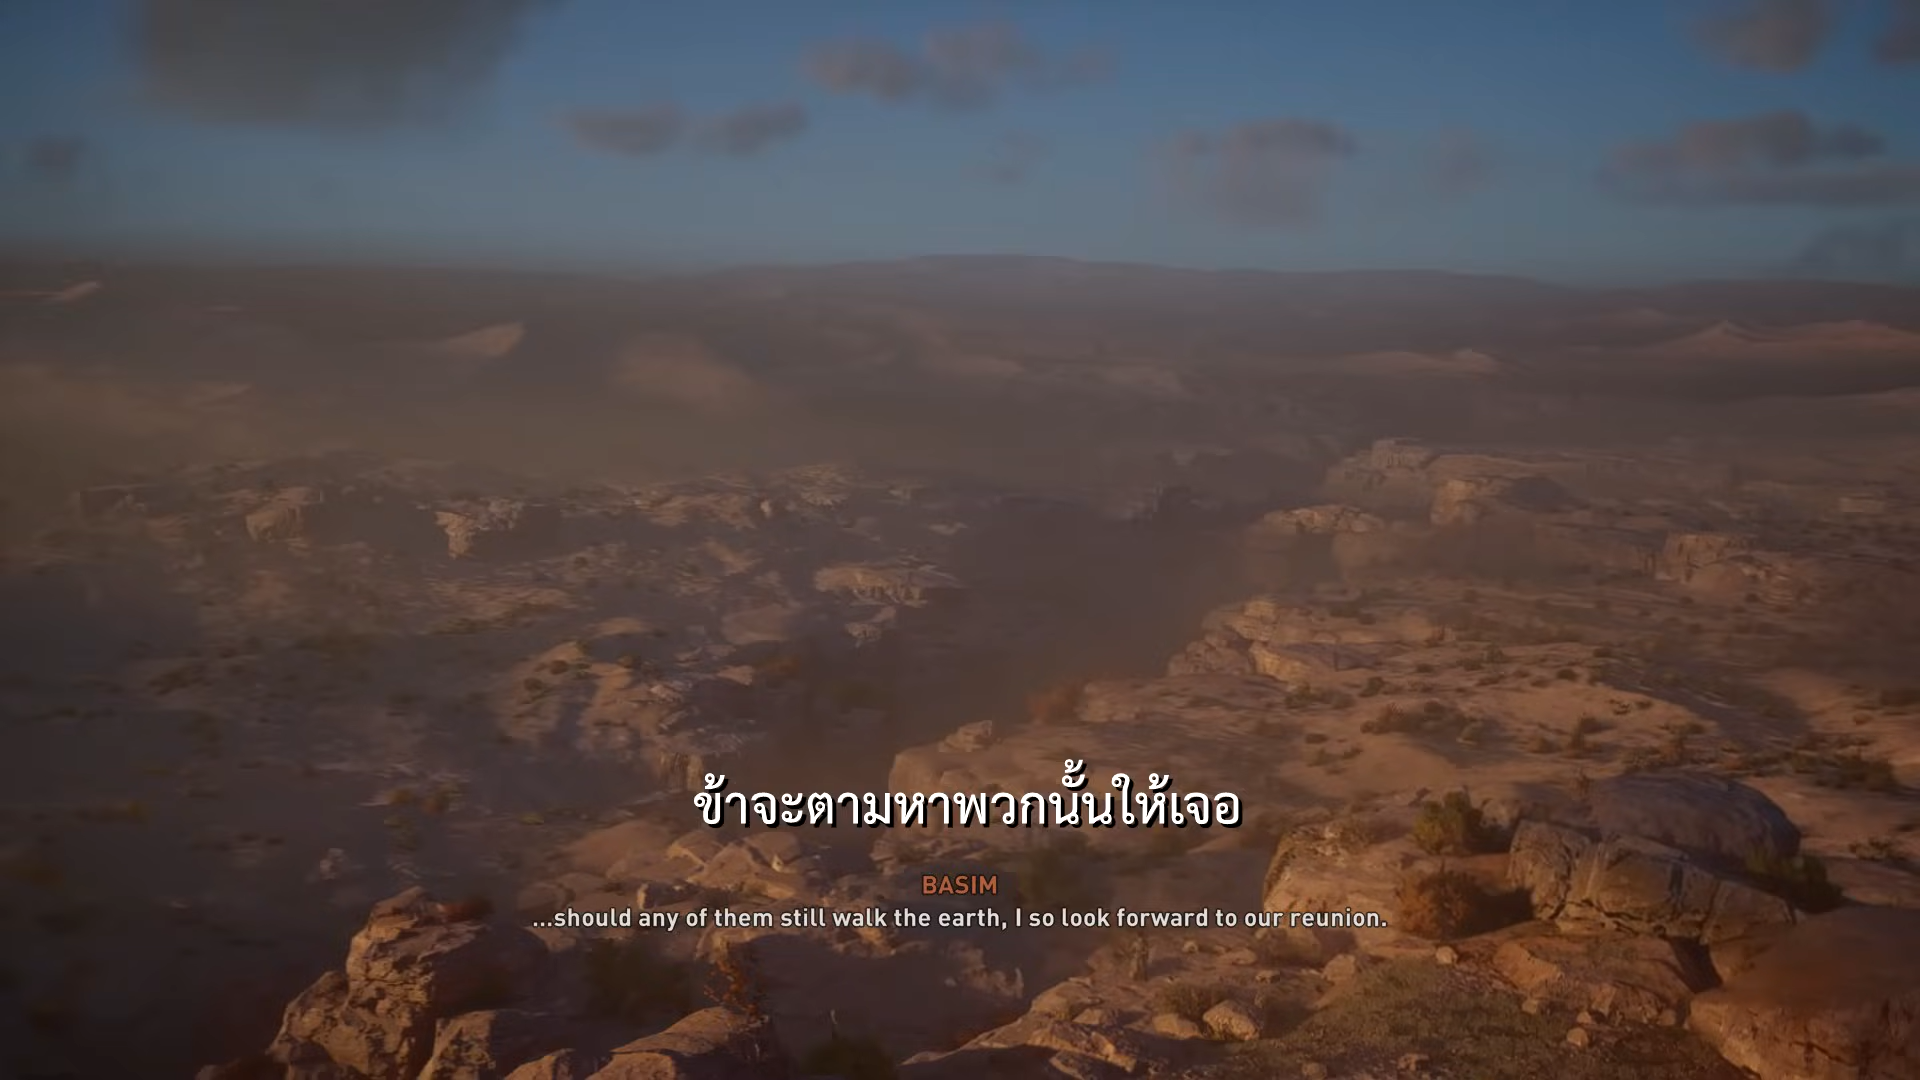 ข้าจะตามหาพวกนั้นให้เจอ
BASIM
...should any of them still walk the earth, I so look forward to our reunion.